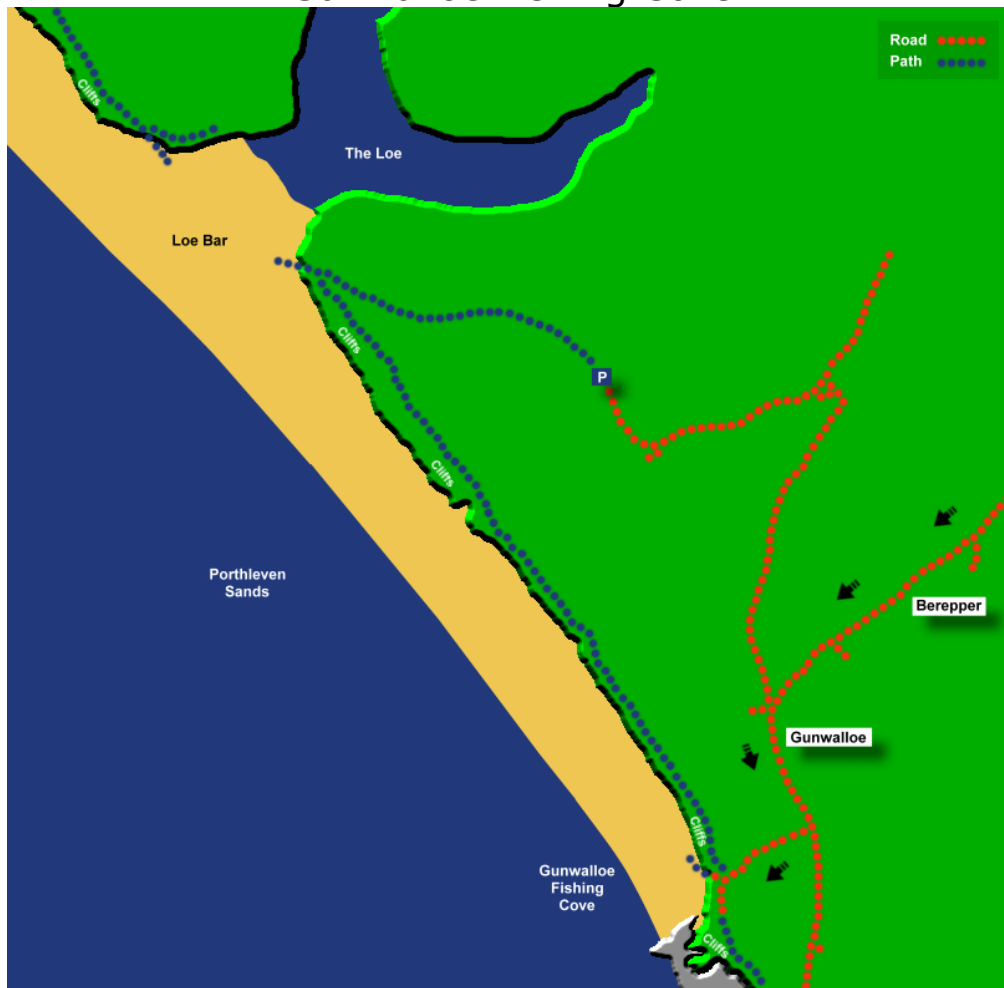 Road
Path
Cliffs
The Loe
Loe Bar
Cliffs
P
Cliffs
Porthleven
Sands
Berepper
Gunwalloe
Cliffs
Gunwalloe
Fishing
Cove
Cliffs